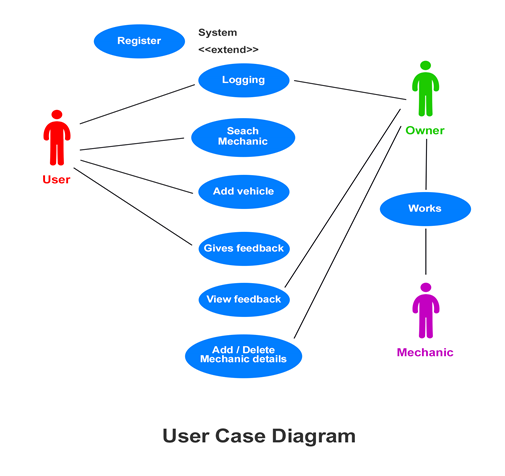 Register
System
<<extend>>
Logging
Owner
Seach
Mechanic
User
Add vehicle
Works
Gives feedback
View feedback
Add / Delete
Mechanic details
Mechanic
User Case Diagram